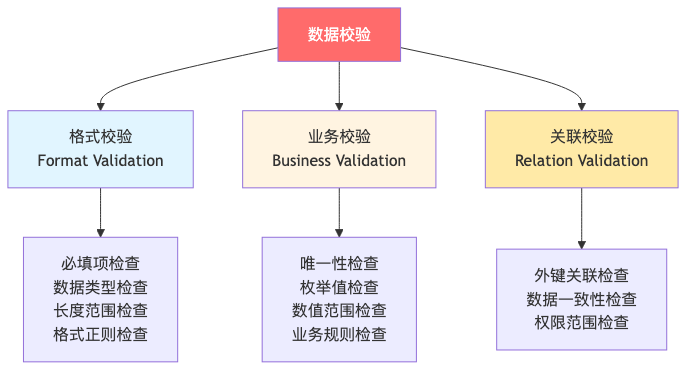 数据校验
格式校验
Format Validation
业务校验
Business Validation
关联校验
Relation Validation
必填项检查
数据类型检查
长度范围检查
格式正则检查
唯一性检查
枚举值检查
数值范围检查
业务规则检查
外键关联检查
数据一致性检查
权限范围检查